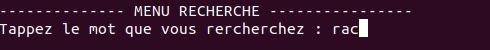 -------------- MENU RECHERCHE ----------------
Tappez le mot que vous rercherchez : rac